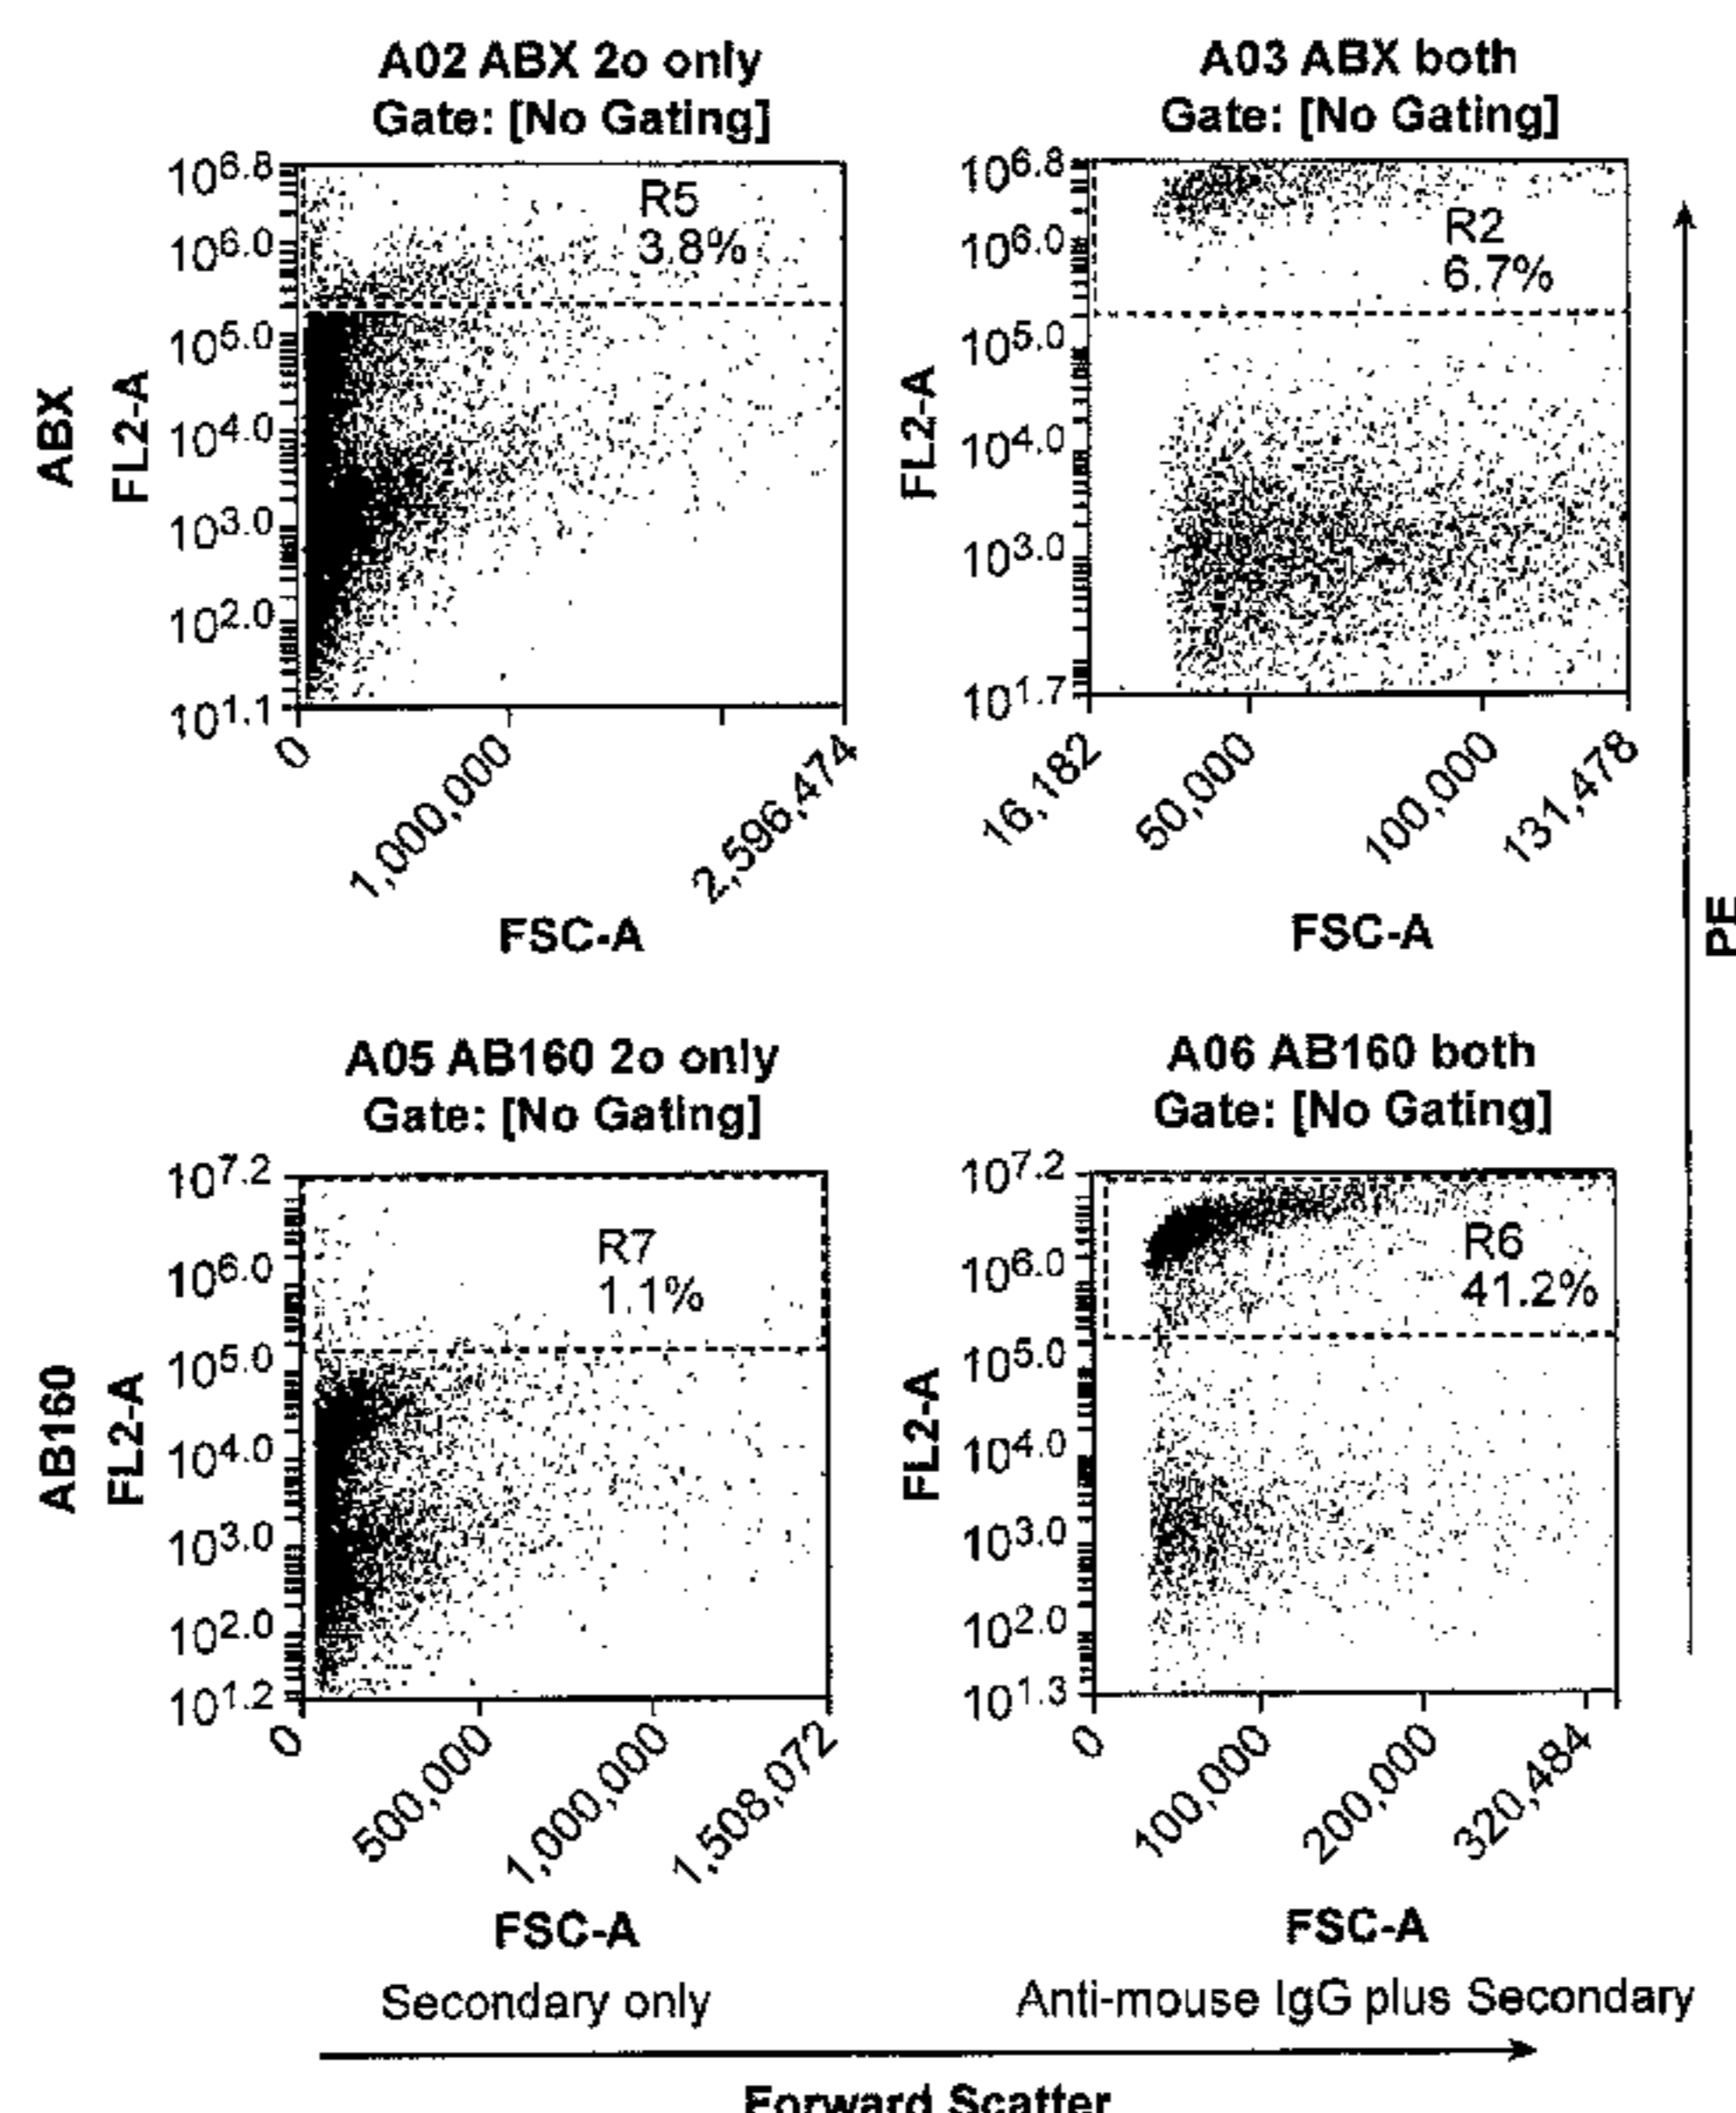 A02 ABX 2o only
Gate: [No Gating]
10^6.8
10^6.0
10^5.0
10^4.0
10^3.0
10^2.0
10^1.1
ABX
FL2-A
R5
3.8%
0
1,000,000
2,596,474
FSC-A
A03 ABX both
Gate: [No Gating]
10^6.8
10^6.0
10^5.0
10^4.0
10^3.0
10^1.7
FL2-A
R2
6.7%
16,182
50,000
100,000
131,478
FSC-A
PE
A05 AB160 2o only
Gate: [No Gating]
10^7.2
10^6.0
10^5.0
10^4.0
10^3.0
10^2.0
10^1.2
AB160
FL2-A
R7
1.1%
0
500,000
1,000,000
1,508,072
FSC-A
A06 AB160 both
Gate: [No Gating]
10^7.2
10^6.0
10^5.0
10^4.0
10^3.0
10^2.0
10^1.3
FL2-A
R6
41.2%
0
100,000
200,000
320,484
FSC-A
Secondary only
Anti-mouse IgG plus Secondary
Forward Scatter